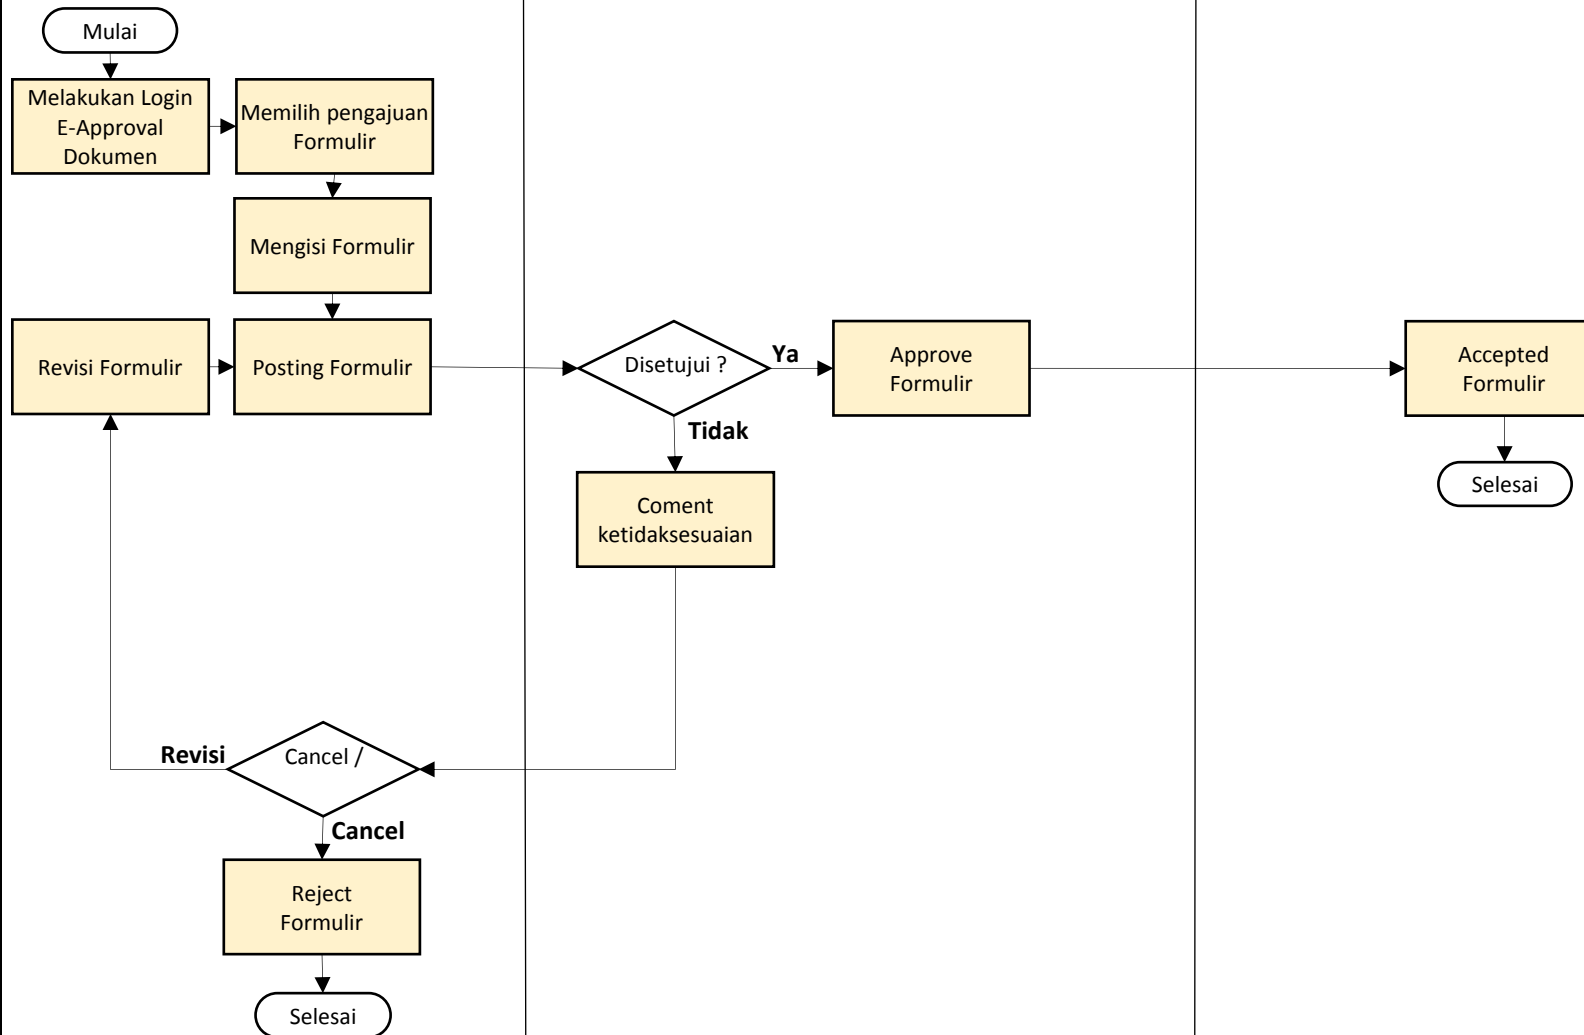 Mulai
Melakukan Login
E-Approval
Dokumen
Memilih pengajuan
Formulir
Mengisi Formulir
Revisi Formulir
Posting Formulir
Disetujui ?
Ya
Approve
Formulir
Accepted
Formulir
Tidak
Selesai
Coment
ketidaksesuaian
Revisi
Cancel /
Cancel
Reject
Formulir
Selesai